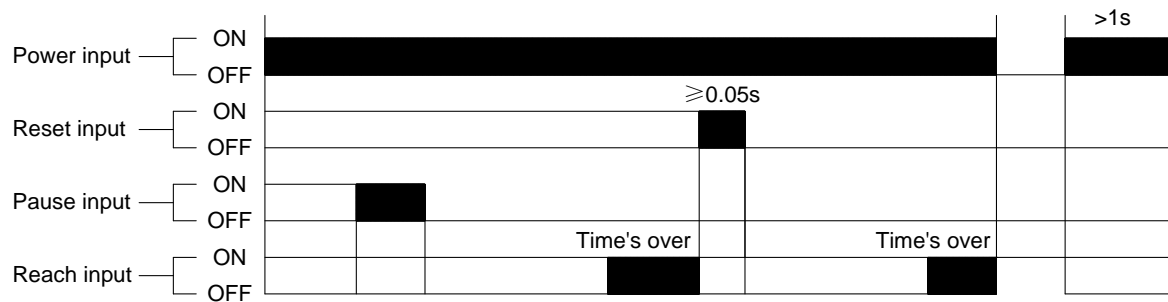 >1s
ON
Power input
OFF
≥0.05s
ON
Reset input
OFF
ON
Pause input
OFF
Time's over Time's over
ON
Reach input
OFF